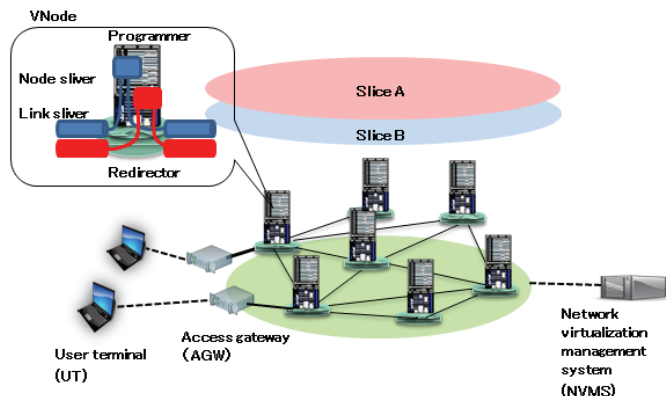 VNode
Programmer
Node sliver
Link sliver
Redirector
Slice A
Slice B
User terminal
(UT)
Access gateway
(AGW)
Network
virtualization
management
system
(NVMS)